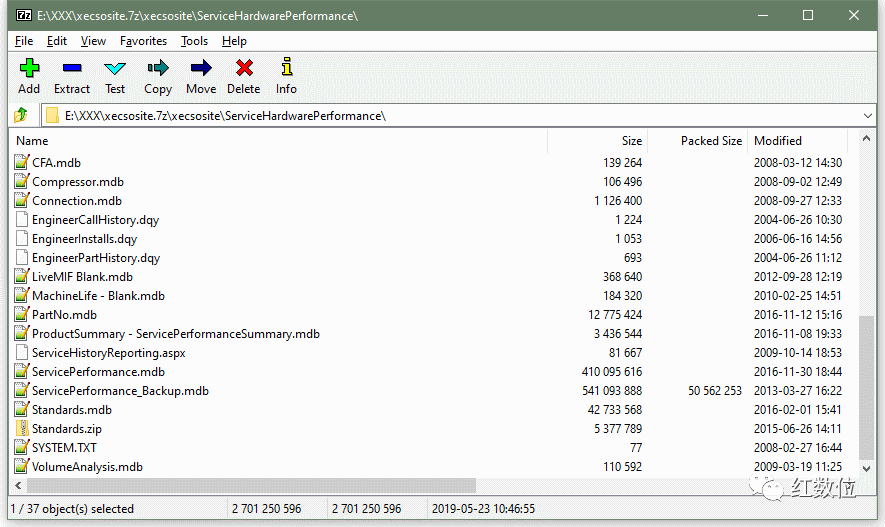 E:\XXX\xecsosite.7z\xecsosite\ServiceHardwarePerformance\
File Edit View Favorites Tools Help
Add Extract Test Copy Move Delete Info
E:\XXX\xecsosite.7z\xecsosite\ServiceHardwarePerformance\
Name Size Packed Size Modified
CFA.mdb 139 264 2008-03-12 14:30
Compressor.mdb 106 496 2008-09-02 12:49
Connection.mdb 1 126 400 2008-09-27 12:33
EngineerCallHistory.dqy 1 224 2004-06-26 10:30
EngineerInstalls.dqy 1 053 2006-06-16 14:56
EngineerPartHistory.dqy 693 2004-06-26 11:12
LiveMIF Blank.mdb 368 640 2012-09-28 12:19
MachineLife - Blank.mdb 184 320 2010-02-25 14:51
PartNo.mdb 12 775 424 2016-11-12 15:16
ProductSummary - ServicePerformanceSummary.mdb 3 436 544 2016-11-08 19:33
ServiceHistoryReporting.aspx 81 667 2009-10-14 18:53
ServicePerformance.mdb 410 095 616 2016-11-30 18:44
ServicePerformance_Backup.mdb 541 093 888 50 562 253 2013-03-27 16:22
Standards.mdb 42 733 568 2016-02-01 15:41
Standards.zip 5 377 789 2015-06-26 14:11
SYSTEM.TXT 77 2008-02-27 16:44
VolumeAnalysis.mdb 110 592 2009-03-19 11:25
红数位
1 / 37 object(s) selected 2 701 250 596 2 701 250 596 2019-05-23 10:46:55